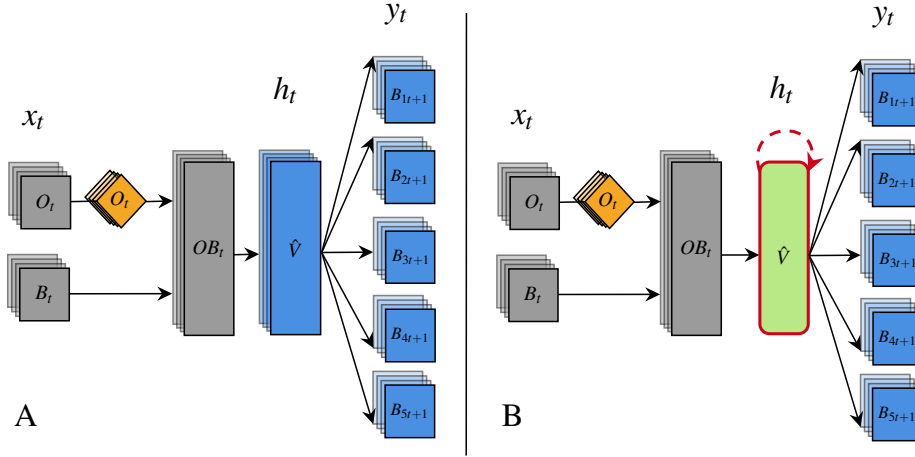 y_t
h_t
x_t
O_t
O_t
B_t
OB_t
V̂
B_{1t+1}
B_{2t+1}
B_{3t+1}
B_{4t+1}
B_{5t+1}
A
y_t
h_t
x_t
O_t
O_t
B_t
OB_t
V̂
B_{1t+1}
B_{2t+1}
B_{3t+1}
B_{4t+1}
B_{5t+1}
B